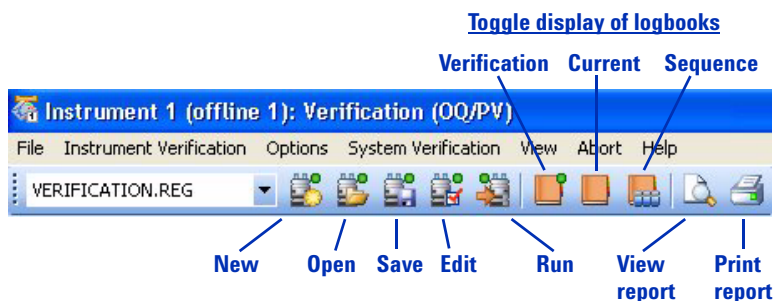 Toggle display of logbooks
Verification Current Sequence
Instrument 1 (offline 1): Verification (OQ/PV)
File Instrument Verification Options System Verification View Abort Help
VERIFICATION.REG
New Open Save Edit Run View report Print report